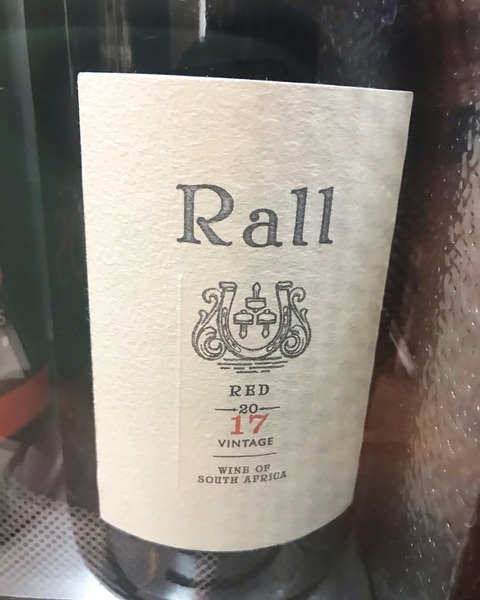 Rall
RED
20
17
VINTAGE
WINE OF
SOUTH AFRICA